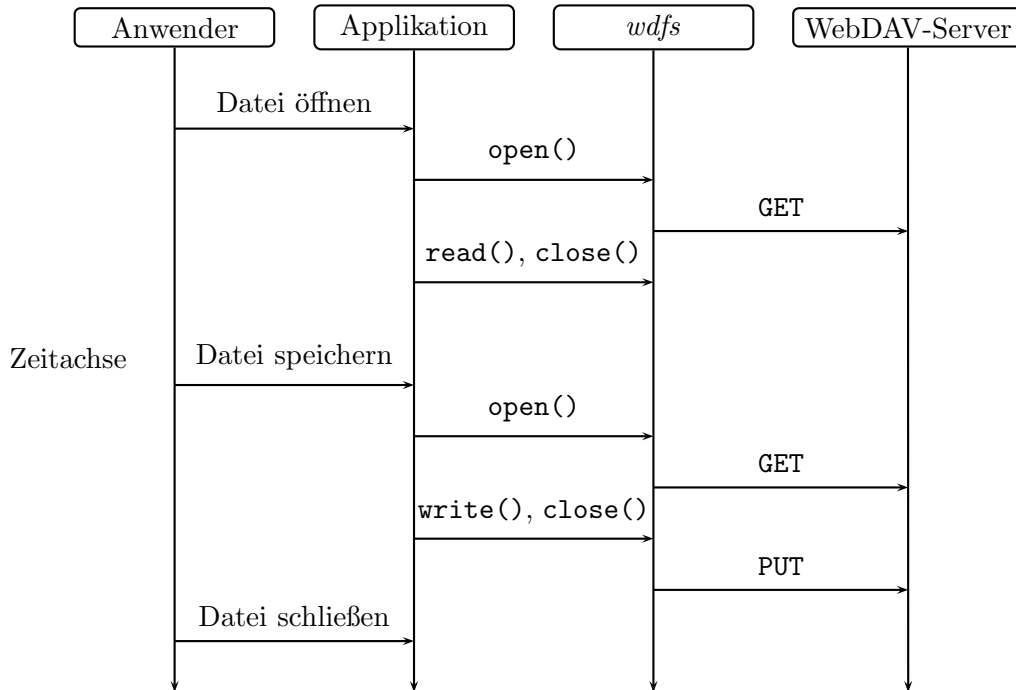 Anwender Applikation wdfs WebDAV-Server
Datei öffnen
open()
GET
read(), close()
Zeitachse
Datei speichern
open()
GET
write(), close()
PUT
Datei schließen